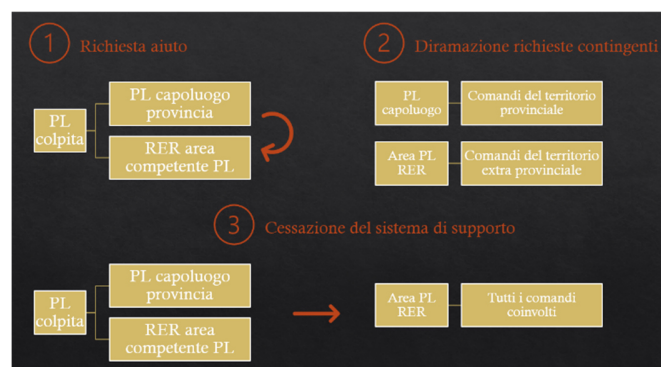 1 Richiesta aiuto
PL
colpita
PL capoluogo
provincia
RER area
competente PL
2 Diramazione richieste contingenti
PL
capoluogo
Comandi del territorio
provinciale
Area PL
RER
Comandi del territorio
extra provinciale
3 Cessazione del sistema di supporto
PL
colpita
PL capoluogo
provincia
RER area
competente PL
Area PL
RER
Tutti i comandi
coinvolti